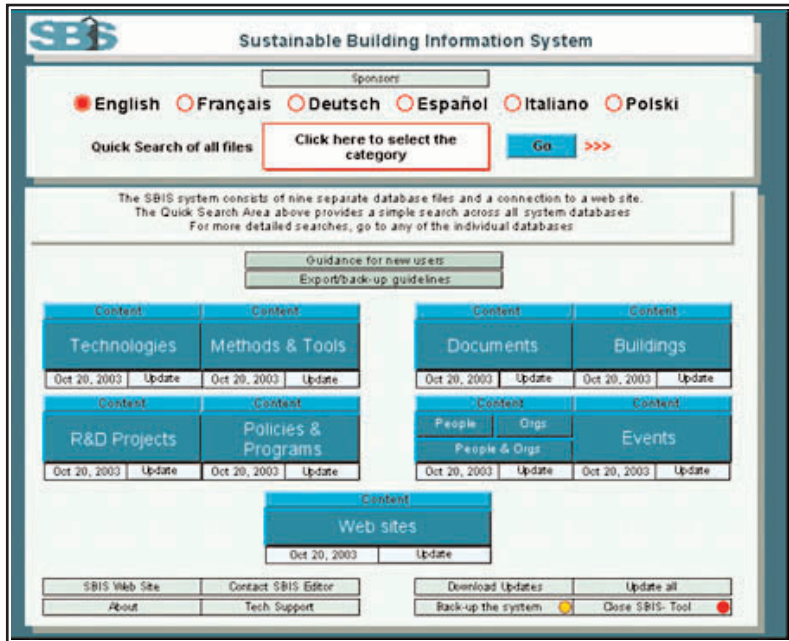 SBIS
Sustainable Building Information System
Sponsors
English Français Deutsch Español Italiano Polski
Quick Search of all files
Click here to select the
category
Go >>>
The SBIS system consists of nine separate database files and a connection to a web site.
The Quick Search Area above provides a simple search across all system databases
For more detailed searches, go to any of the individual databases
Guidance for new users
Export/back-up guidelines
Content Content Content Content
Technologies Methods & Tools Documents Buildings
Oct 20, 2003 Update Oct 20, 2003 Update Oct 20, 2003 Update Oct 20, 2003 Update
Content Content Content Content
R&D Projects Policies &
Programs People Orgs
People & Orgs Events
Oct 20, 2003 Update Oct 20, 2003 Update Oct 20, 2003 Update Oct 20, 2003 Update
Content
Web sites
Oct 20, 2003 Update
SBIS Web Site Contact SBIS Editor Download Updates Update all
About Tech Support Back-up the system Close SBIS- Tool